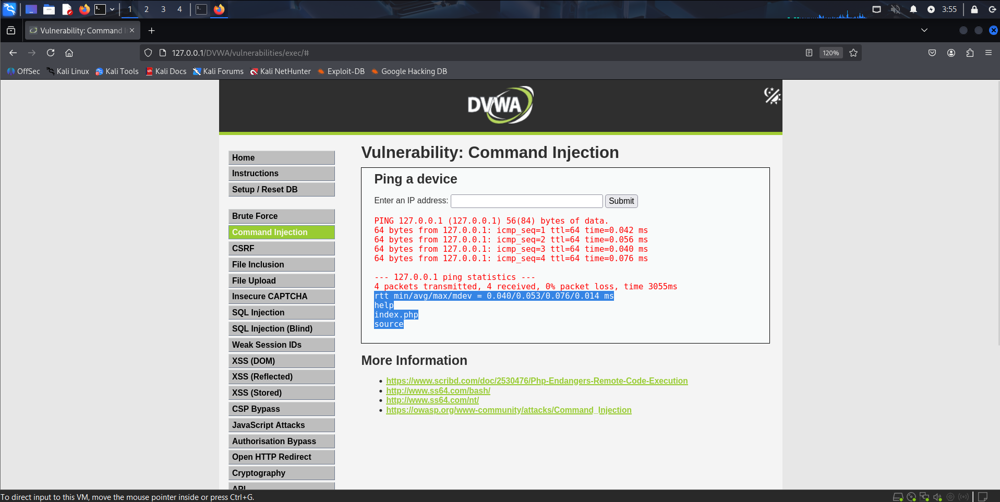 1 2 3 4 3:55
Vulnerability: Command I
127.0.0.1/DVWA/vulnerabilities/exec/# 120%
OffSec Kali Linux Kali Tools Kali Docs Kali Forums Kali NetHunter Exploit-DB Google Hacking DB
DVWA
Home
Instructions
Setup / Reset DB
Brute Force
Command Injection
CSRF
File Inclusion
File Upload
Insecure CAPTCHA
SQL Injection
SQL Injection (Blind)
Weak Session IDs
XSS (DOM)
XSS (Reflected)
XSS (Stored)
CSP Bypass
JavaScript Attacks
Authorisation Bypass
Open HTTP Redirect
Cryptography
API
Vulnerability: Command Injection
Ping a device
Enter an IP address: Submit
PING 127.0.0.1 (127.0.0.1) 56(84) bytes of data.
64 bytes from 127.0.0.1: icmp_seq=1 ttl=64 time=0.042 ms
64 bytes from 127.0.0.1: icmp_seq=2 ttl=64 time=0.056 ms
64 bytes from 127.0.0.1: icmp_seq=3 ttl=64 time=0.040 ms
64 bytes from 127.0.0.1: icmp_seq=4 ttl=64 time=0.076 ms
--- 127.0.0.1 ping statistics ---
4 packets transmitted, 4 received, 0% packet loss, time 3055ms
rtt min/avg/max/mdev = 0.040/0.053/0.076/0.014 ms
help
index.php
source
More Information
• https://www.scribd.com/doc/2530476/Php-Endangers-Remote-Code-Execution
• http://www.ss64.com/bash/
• http://www.ss64.com/nt/
• https://owasp.org/www-community/attacks/Command_Injection
To direct input to this VM, move the mouse pointer inside or press Ctrl+G.